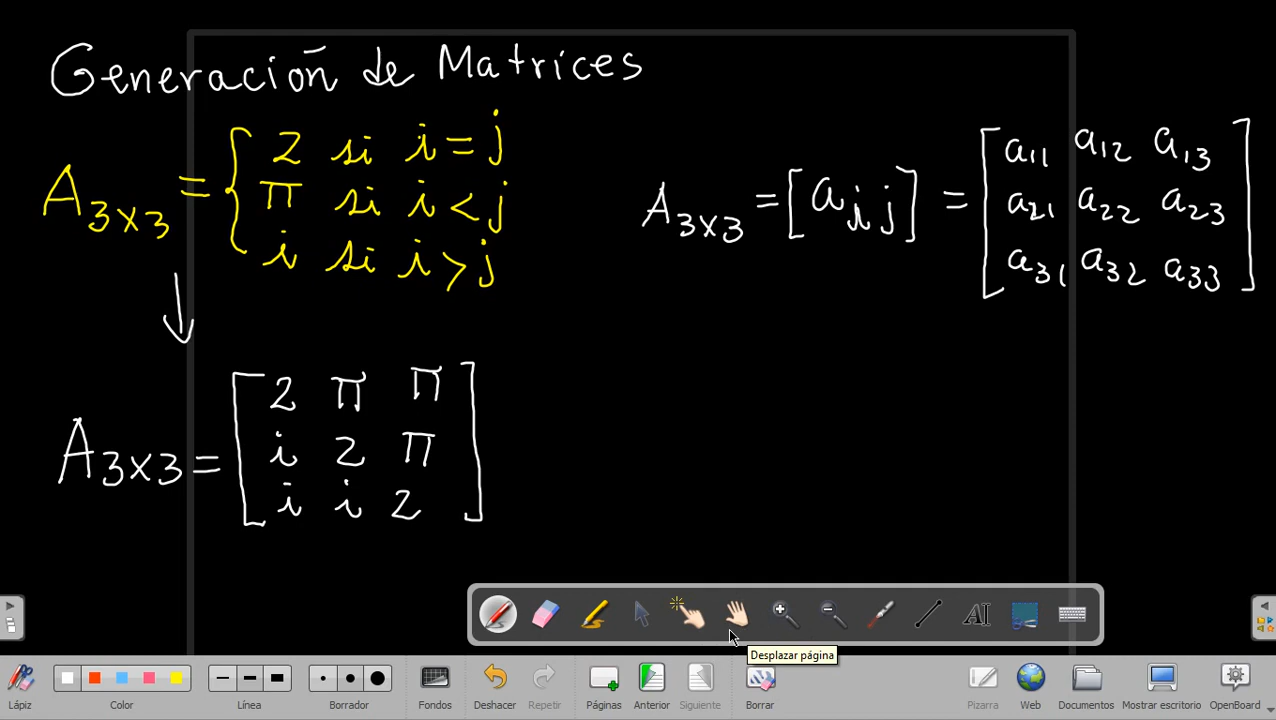 Generación de Matrices
A3x3 = { 2 si i = j
π si i < j
i si i > j
A3x3 = [aij] = [a11 a12 a13
a21 a22 a23
a31 a32 a33]
A3x3 = [2 π π
i 2 π
i i 2]
AI
Desplazar página
Lápiz Color Línea Borrador Fondos Deshacer Repetir Páginas Anterior Siguiente Borrar Pizarra Web Documentos Mostrar escritorio OpenBoard